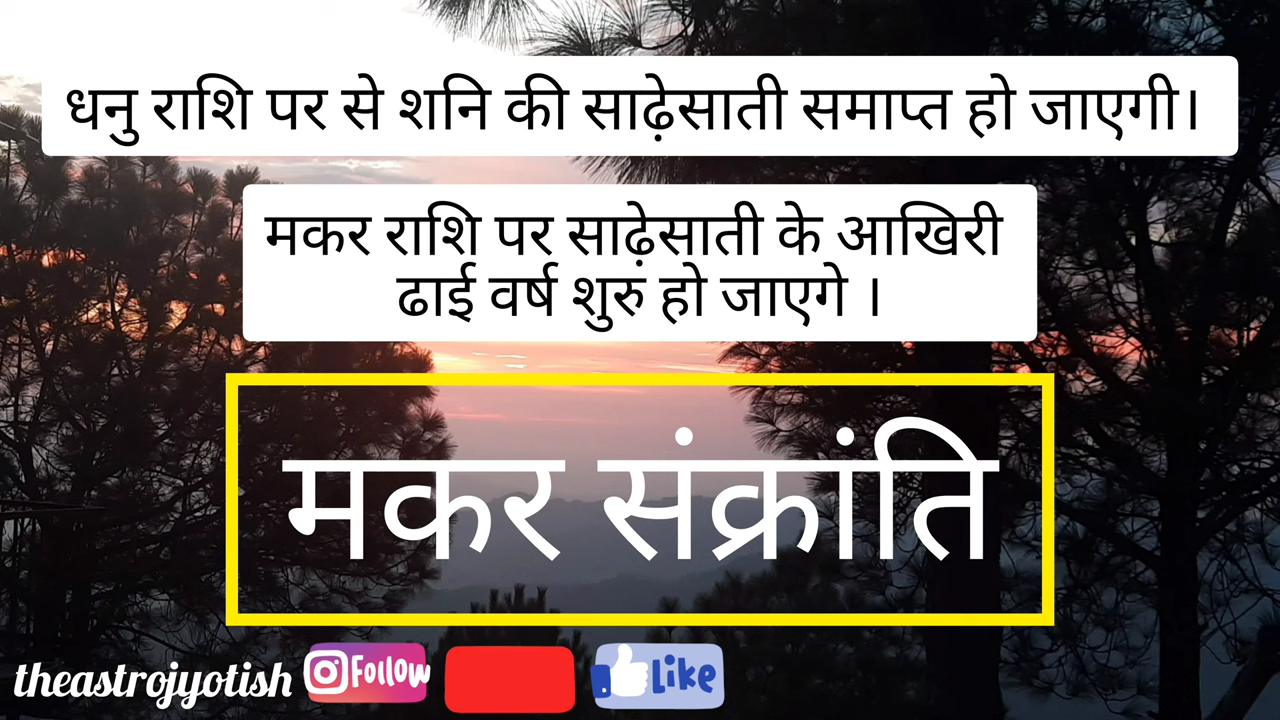 धनु राशि पर से शनि की साढ़ेसाती समाप्त हो जाएगी।
मकर राशि पर साढ़ेसाती के आखिरी
ढाई वर्ष शुरु हो जाएगे ।
मकर संक्रांति
theastrojyotish Follow Like